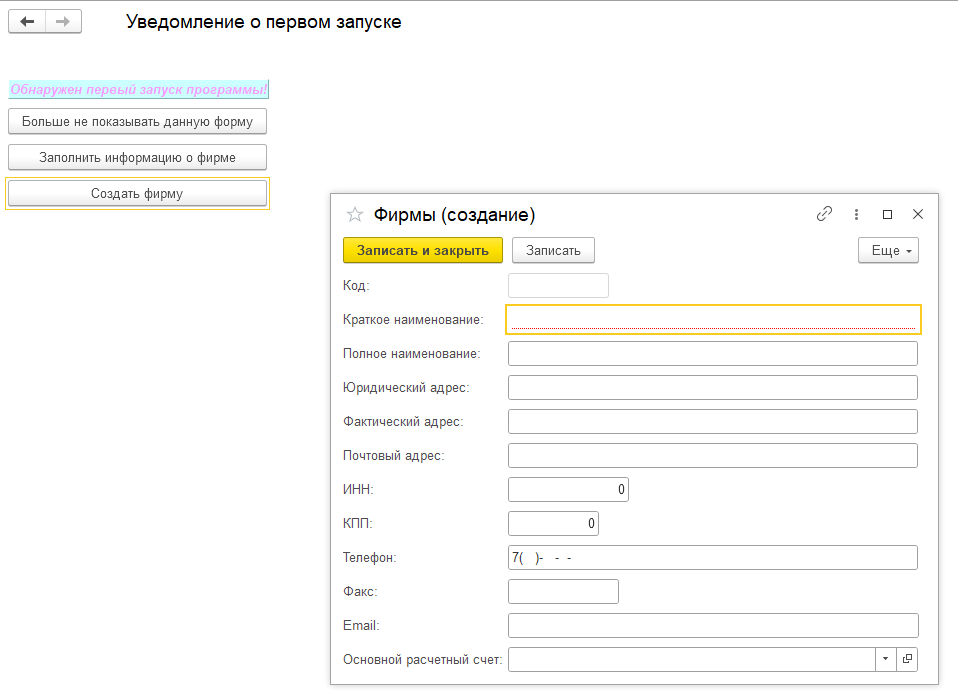 Уведомление о первом запуске
Обнаружен первый запуск программы!
Больше не показывать данную форму
Заполнить информацию о фирме
Создать фирму
Фирмы (создание)
Записать и закрыть Записать Еще
Код:
Краткое наименование:
Полное наименование:
Юридический адрес:
Фактический адрес:
Почтовый адрес:
ИНН: 0
КПП: 0
Телефон: 7( )- - -
Факс:
Email:
Основной расчетный счет: